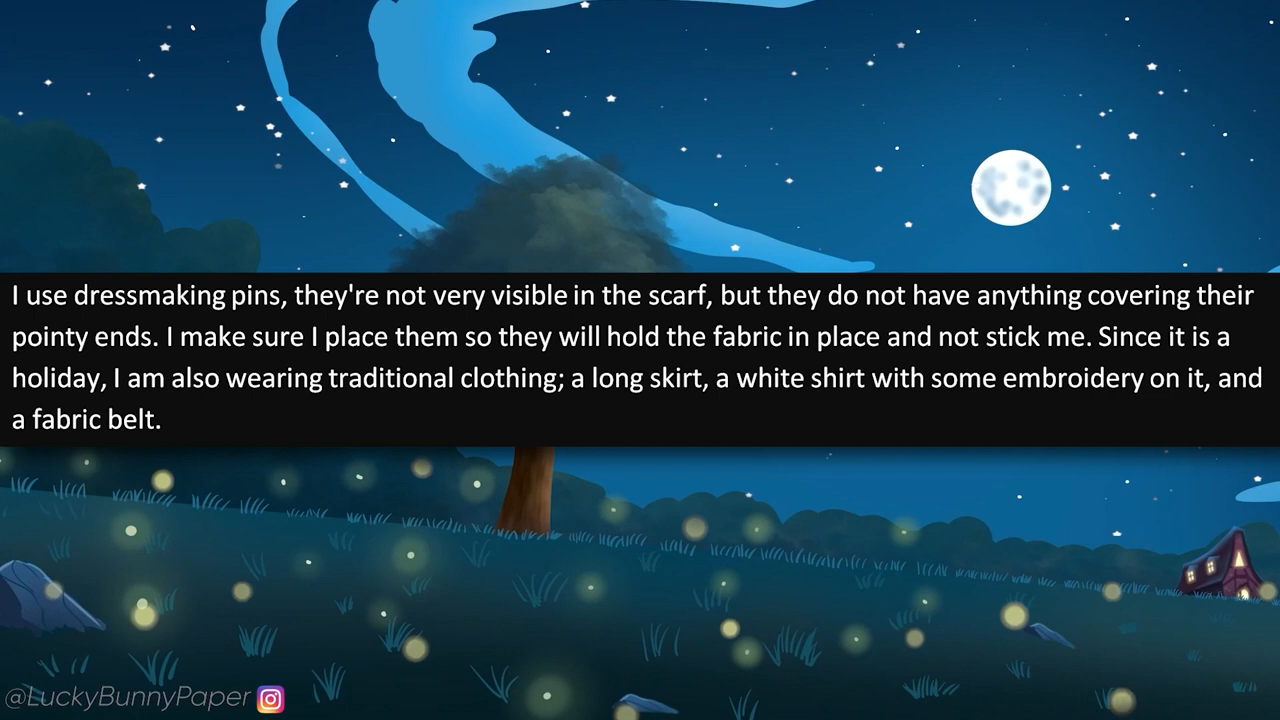 I use dressmaking pins, they're not very visible in the scarf, but they do not have anything covering their
pointy ends. I make sure I place them so they will hold the fabric in place and not stick me. Since it is a
holiday, I am also wearing traditional clothing; a long skirt, a white shirt with some embroidery on it, and
a fabric belt.
@LuckyBunnyPaper